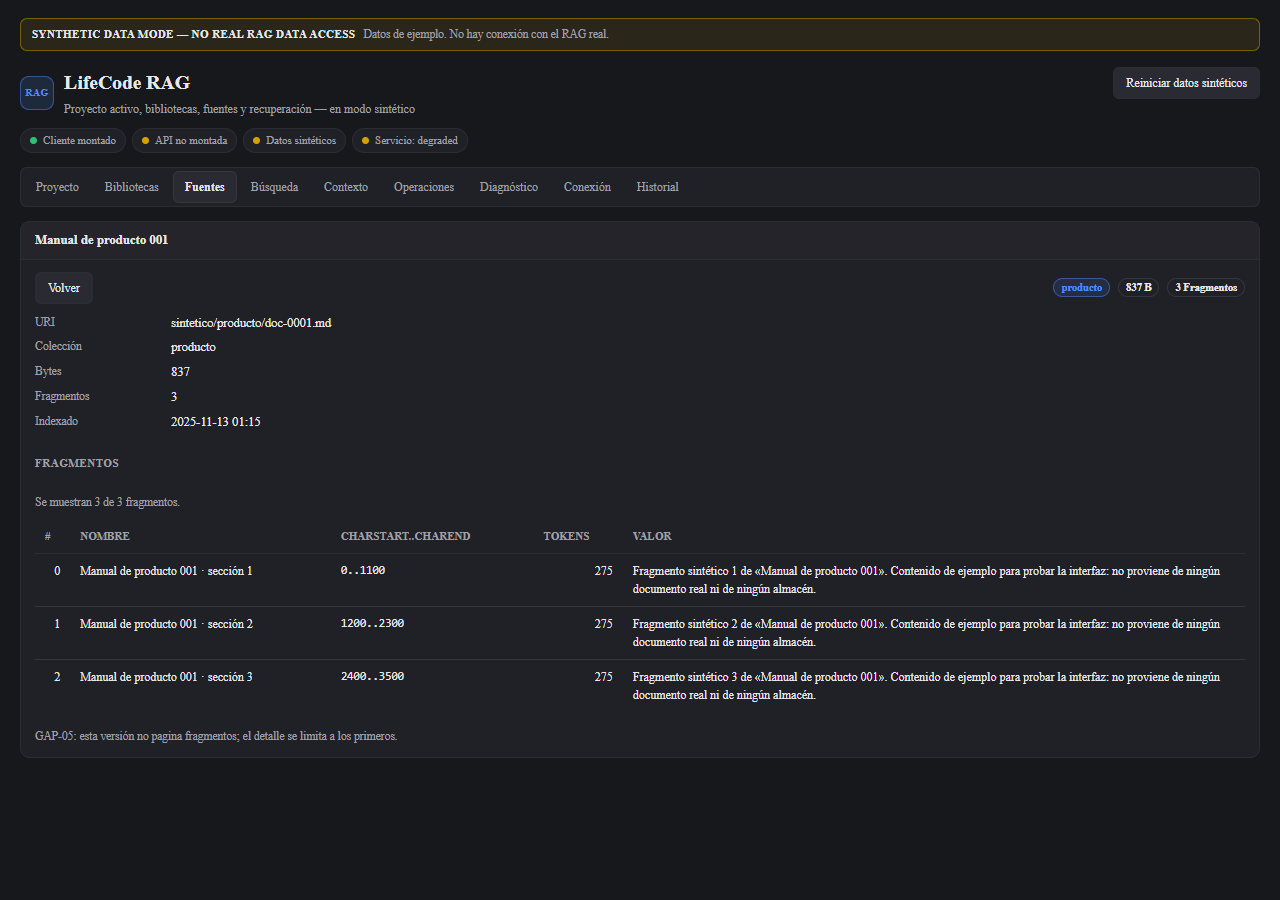 SYNTHETIC DATA MODE — NO REAL RAG DATA ACCESS Datos de ejemplo. No hay conexión con el RAG real.
RAG
LifeCode RAG
Proyecto activo, bibliotecas, fuentes y recuperación — en modo sintético
Reiniciar datos sintéticos
Cliente montado API no montada Datos sintéticos Servicio: degraded
Proyecto Bibliotecas Fuentes Búsqueda Contexto Operaciones Diagnóstico Conexión Historial
Manual de producto 001
Volver producto 837 B 3 Fragmentos
URI sintetico/producto/doc-0001.md
Colección producto
Bytes 837
Fragmentos 3
Indexado 2025-11-13 01:15
FRAGMENTOS
Se muestran 3 de 3 fragmentos.
# NOMBRE CHARSTART..CHAREND TOKENS VALOR
0 Manual de producto 001 · sección 1 0..1100 275 Fragmento sintético 1 de «Manual de producto 001». Contenido de ejemplo para probar la interfaz: no proviene de ningún
documento real ni de ningún almacén.
1 Manual de producto 001 · sección 2 1200..2300 275 Fragmento sintético 2 de «Manual de producto 001». Contenido de ejemplo para probar la interfaz: no proviene de ningún
documento real ni de ningún almacén.
2 Manual de producto 001 · sección 3 2400..3500 275 Fragmento sintético 3 de «Manual de producto 001». Contenido de ejemplo para probar la interfaz: no proviene de ningún
documento real ni de ningún almacén.
GAP-05: esta versión no pagina fragmentos; el detalle se limita a los primeros.